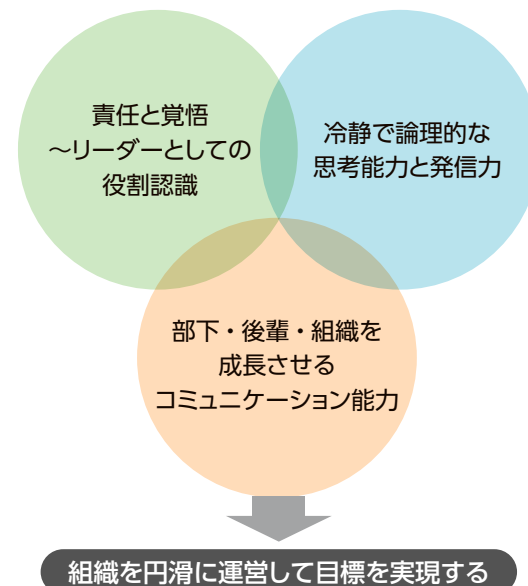 責任と覚悟
～リーダーとしての
役割認識
冷静で論理的な
思考能力と発信力
部下・後輩・組織を
成長させる
コミュニケーション能力
組織を円滑に運営して目標を実現する